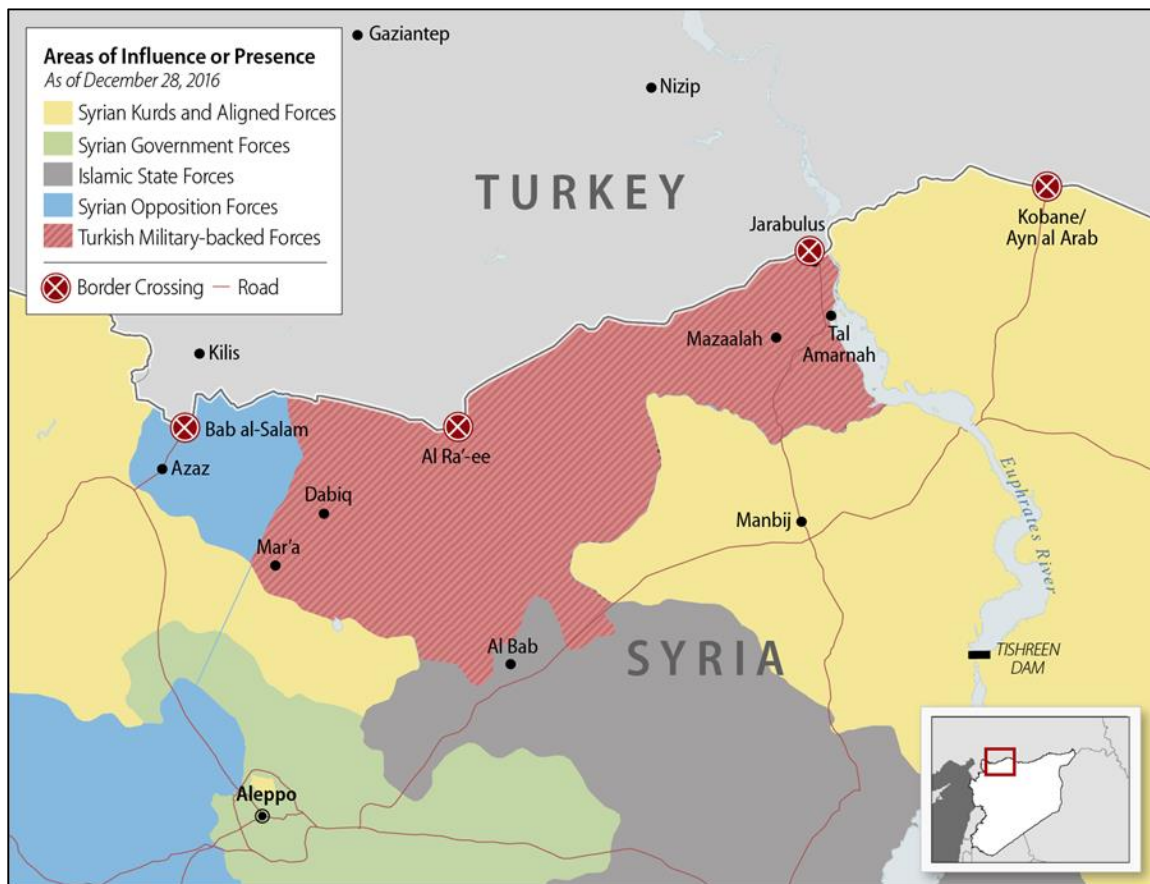 Areas of Influence or Presence
As of December 28, 2016
Syrian Kurds and Aligned Forces
Syrian Government Forces
Islamic State Forces
Syrian Opposition Forces
Turkish Military-backed Forces
Border Crossing
Road
Gaziantep
Nizip
TURKEY
Jarabulus
Kobane/
Ayn al Arab
Kilis
Mazaalah
Tal
Amarnah
Bab al-Salam
Al Ra’-ee
Azaz
Dabiq
Manbij
Euphrates River
Mar’a
Al Bab
SYRIA
TISHREEN
DAM
Aleppo